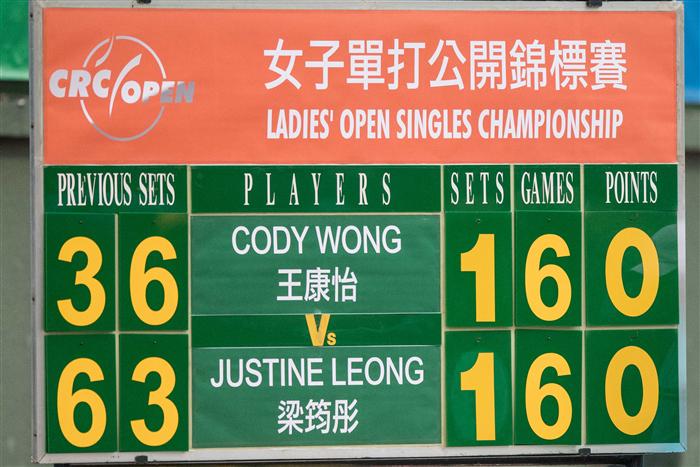 CRC OPEN
女子單打公開錦標賽
LADIES' OPEN SINGLES CHAMPIONSHIP
PREVIOUS SETS PLAYERS SETS GAMES POINTS
3 6 CODY WONG 1 6 0
王康怡
Vs
6 3 JUSTINE LEONG 1 6 0
梁筠彤